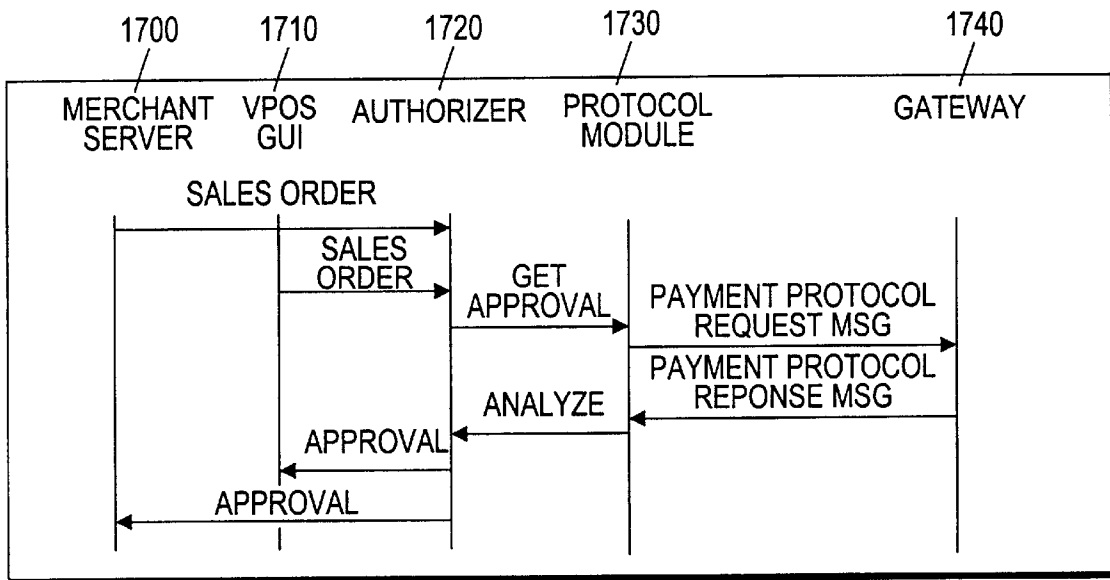 1700 1710 1720 1730 1740
MERCHANT SERVER
VPOS GUI
AUTHORIZER
PROTOCOL MODULE
GATEWAY
SALES ORDER
SALES
ORDER
GET
APPROVAL
PAYMENT PROTOCOL
REQUEST MSG
PAYMENT PROTOCOL
REPONSE MSG
ANALYZE
APPROVAL
APPROVAL